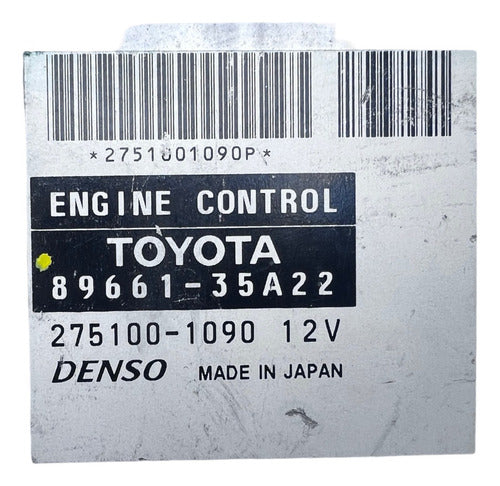 *2751001090P*
ENGINE CONTROL
TOYOTA
89661-35A22
275100-1090 12V
DENSO MADE IN JAPAN